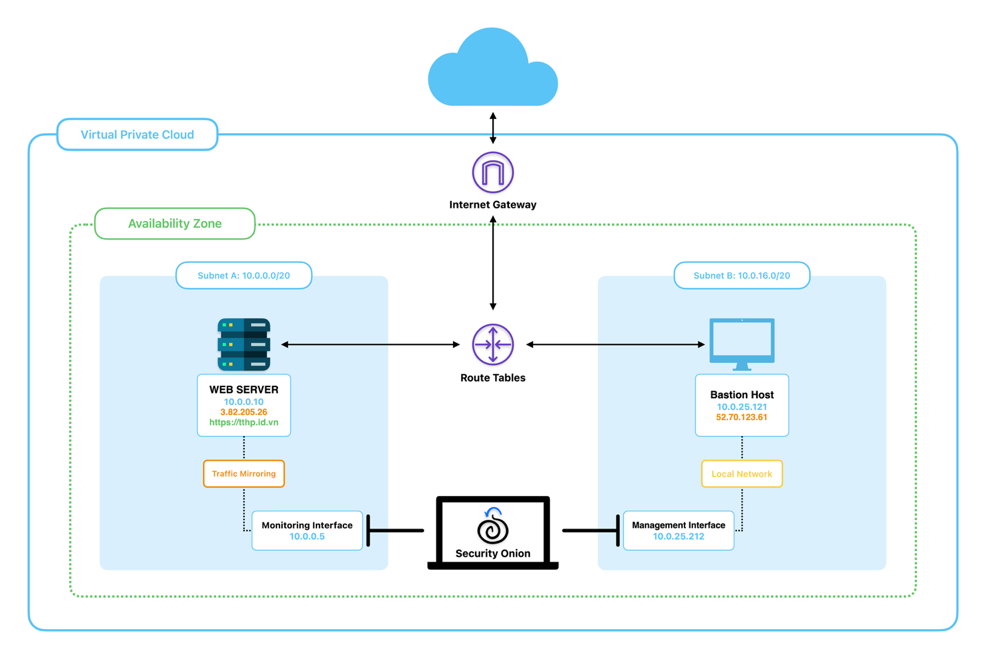 Virtual Private Cloud
Internet Gateway
Availability Zone
Subnet A: 10.0.0.0/20
Subnet B: 10.0.16.0/20
Route Tables
WEB SERVER
10.0.0.10
3.82.205.26
https://tthp.id.vn
Bastion Host
10.0.25.121
52.70.123.61
Traffic Mirroring
Local Network
Monitoring Interface
10.0.0.5
Security Onion
Management Interface
10.0.25.212